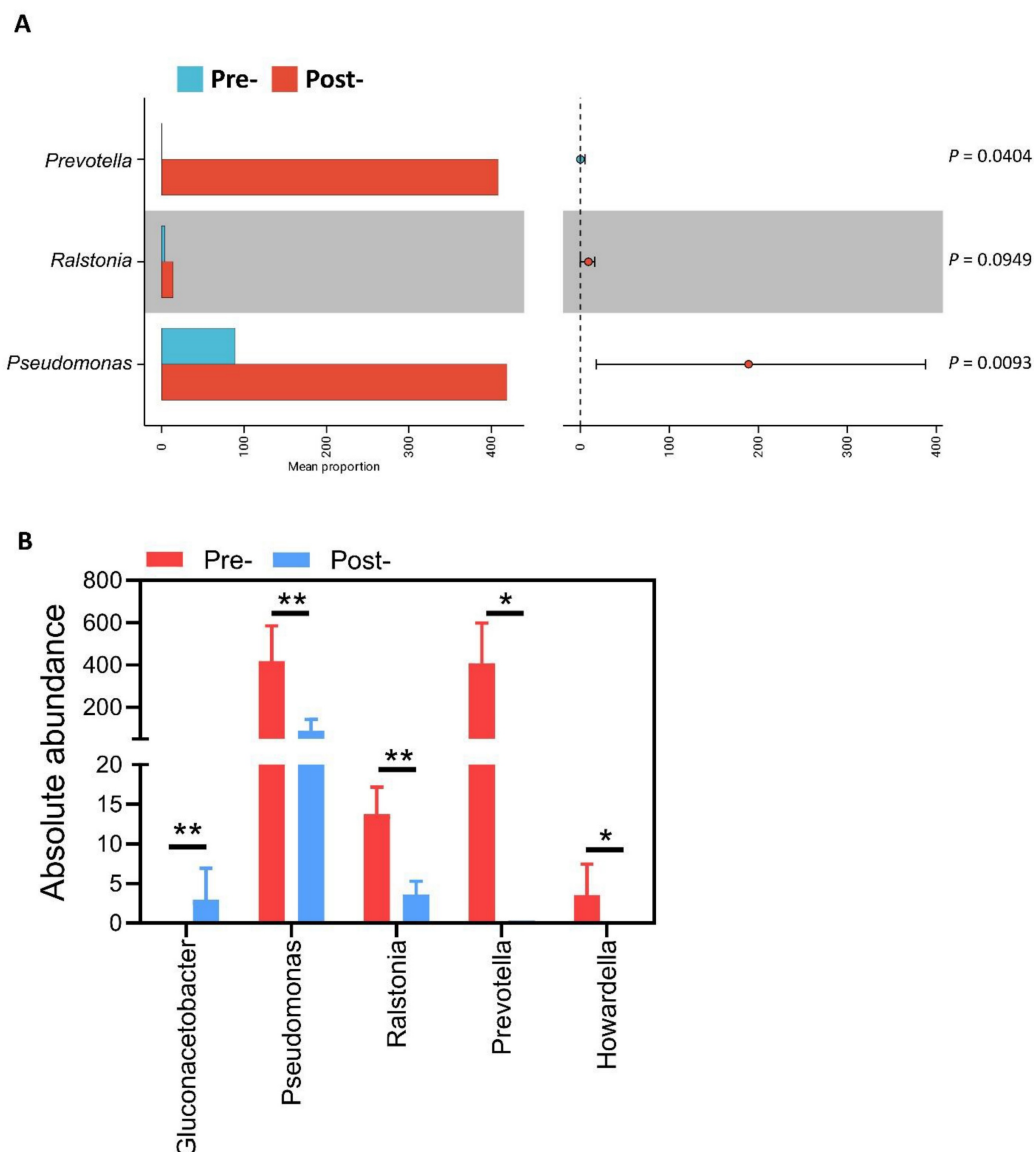 A
Pre- Post-
Prevotella
P = 0.0404
Ralstonia
P = 0.0949
Pseudomonas
P = 0.0093
0 100 200 300 400
0 100 200 300 400
Mean proportion
B
Pre- Post-
Absolute abundance
800
600
400
200
20
15
10
5
0
**
**
**
*
*
Gluconacetobacter
Pseudomonas
Ralstonia
Prevotella
Howardella